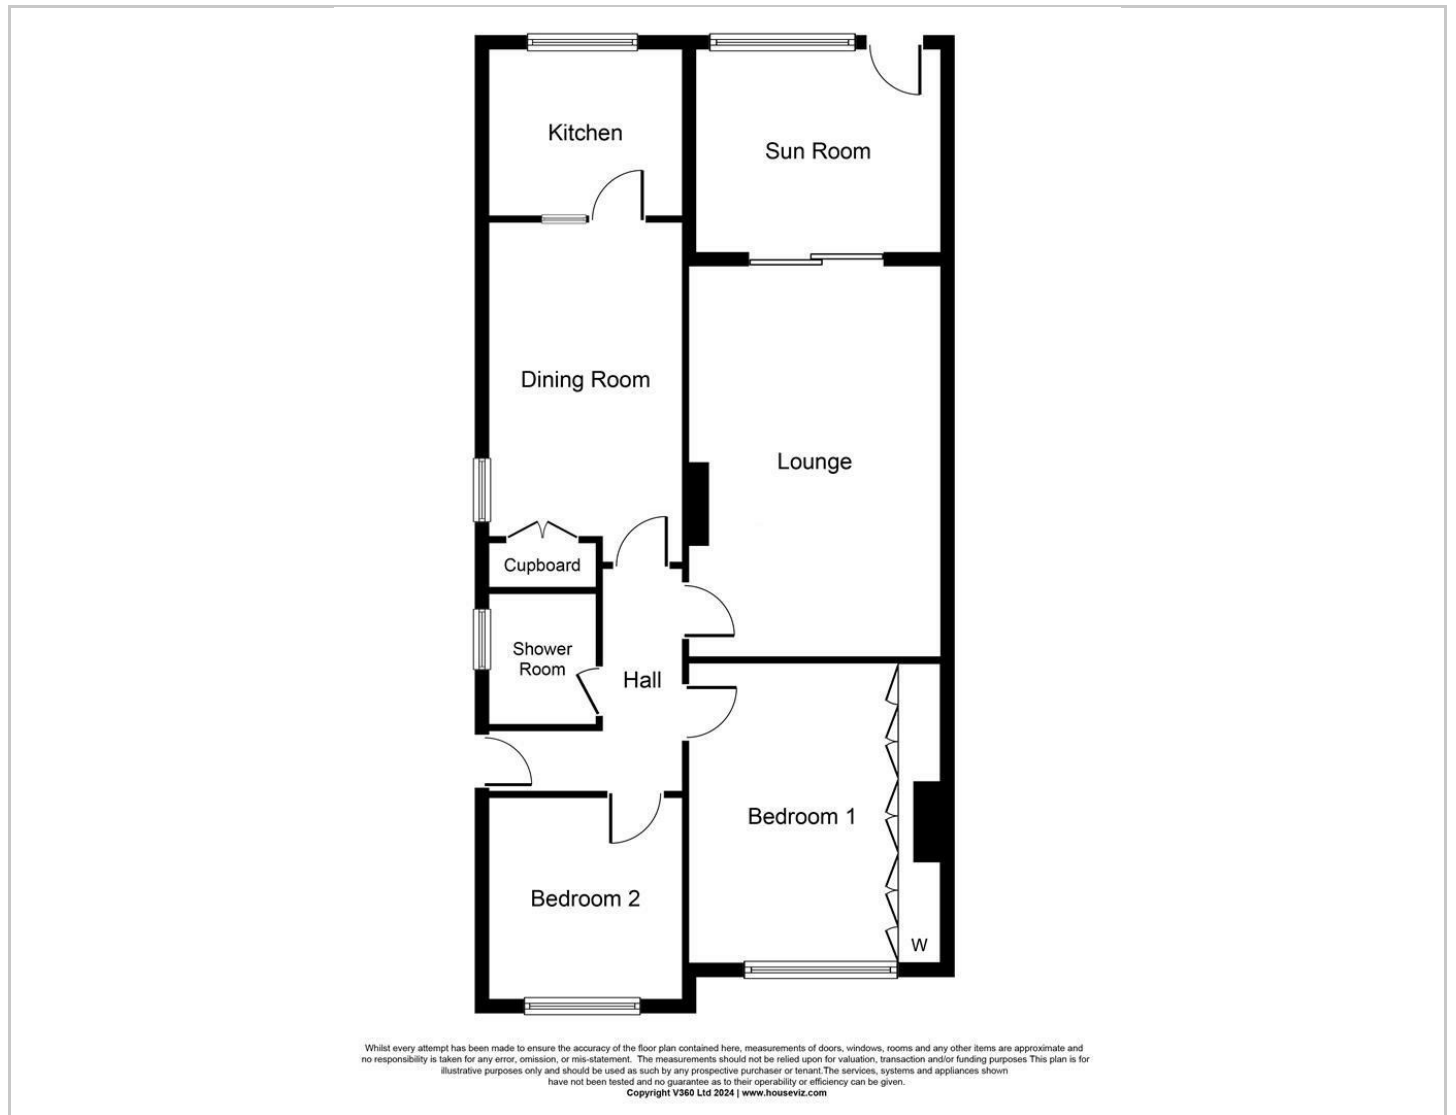 Kitchen
Sun Room
Dining Room
Lounge
Cupboard
Shower
Room
Hall
Bedroom 1
Bedroom 2
W
Whilst every attempt has been made to ensure the accuracy of the floor plan contained here, measurements of doors, windows, rooms and any other items are approximate and
no responsibility is taken for any error, omission, or mis-statement. The measurements should not be relied upon for valuation, transaction and/or funding purposes This plan is for
illustrative purposes only and should be used as such by any prospective purchaser or tenant.The services, systems and appliances shown
have not been tested and no guarantee as to their operability or efficiency can be given.
Copyright V360 Ltd 2024 | www.houseviz.com